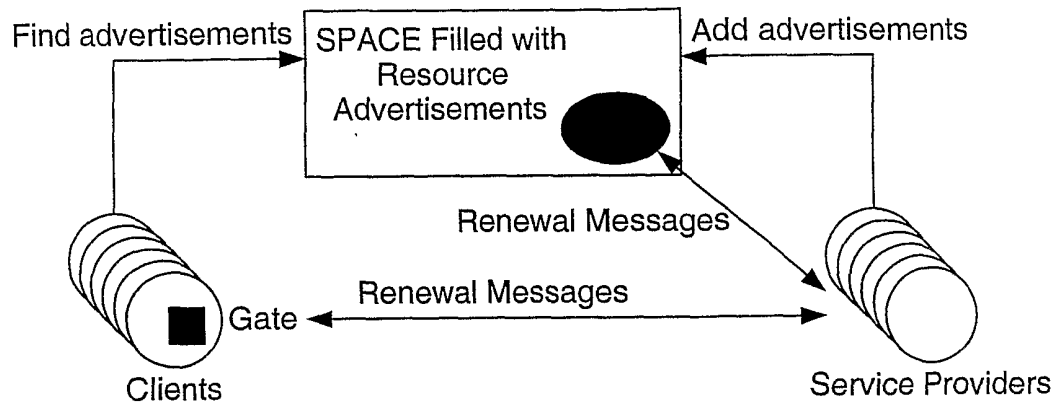 Find advertisements
SPACE Filled with
Resource
Advertisements
Add advertisements
Renewal Messages
Renewal Messages
Gate
Clients
Service Providers